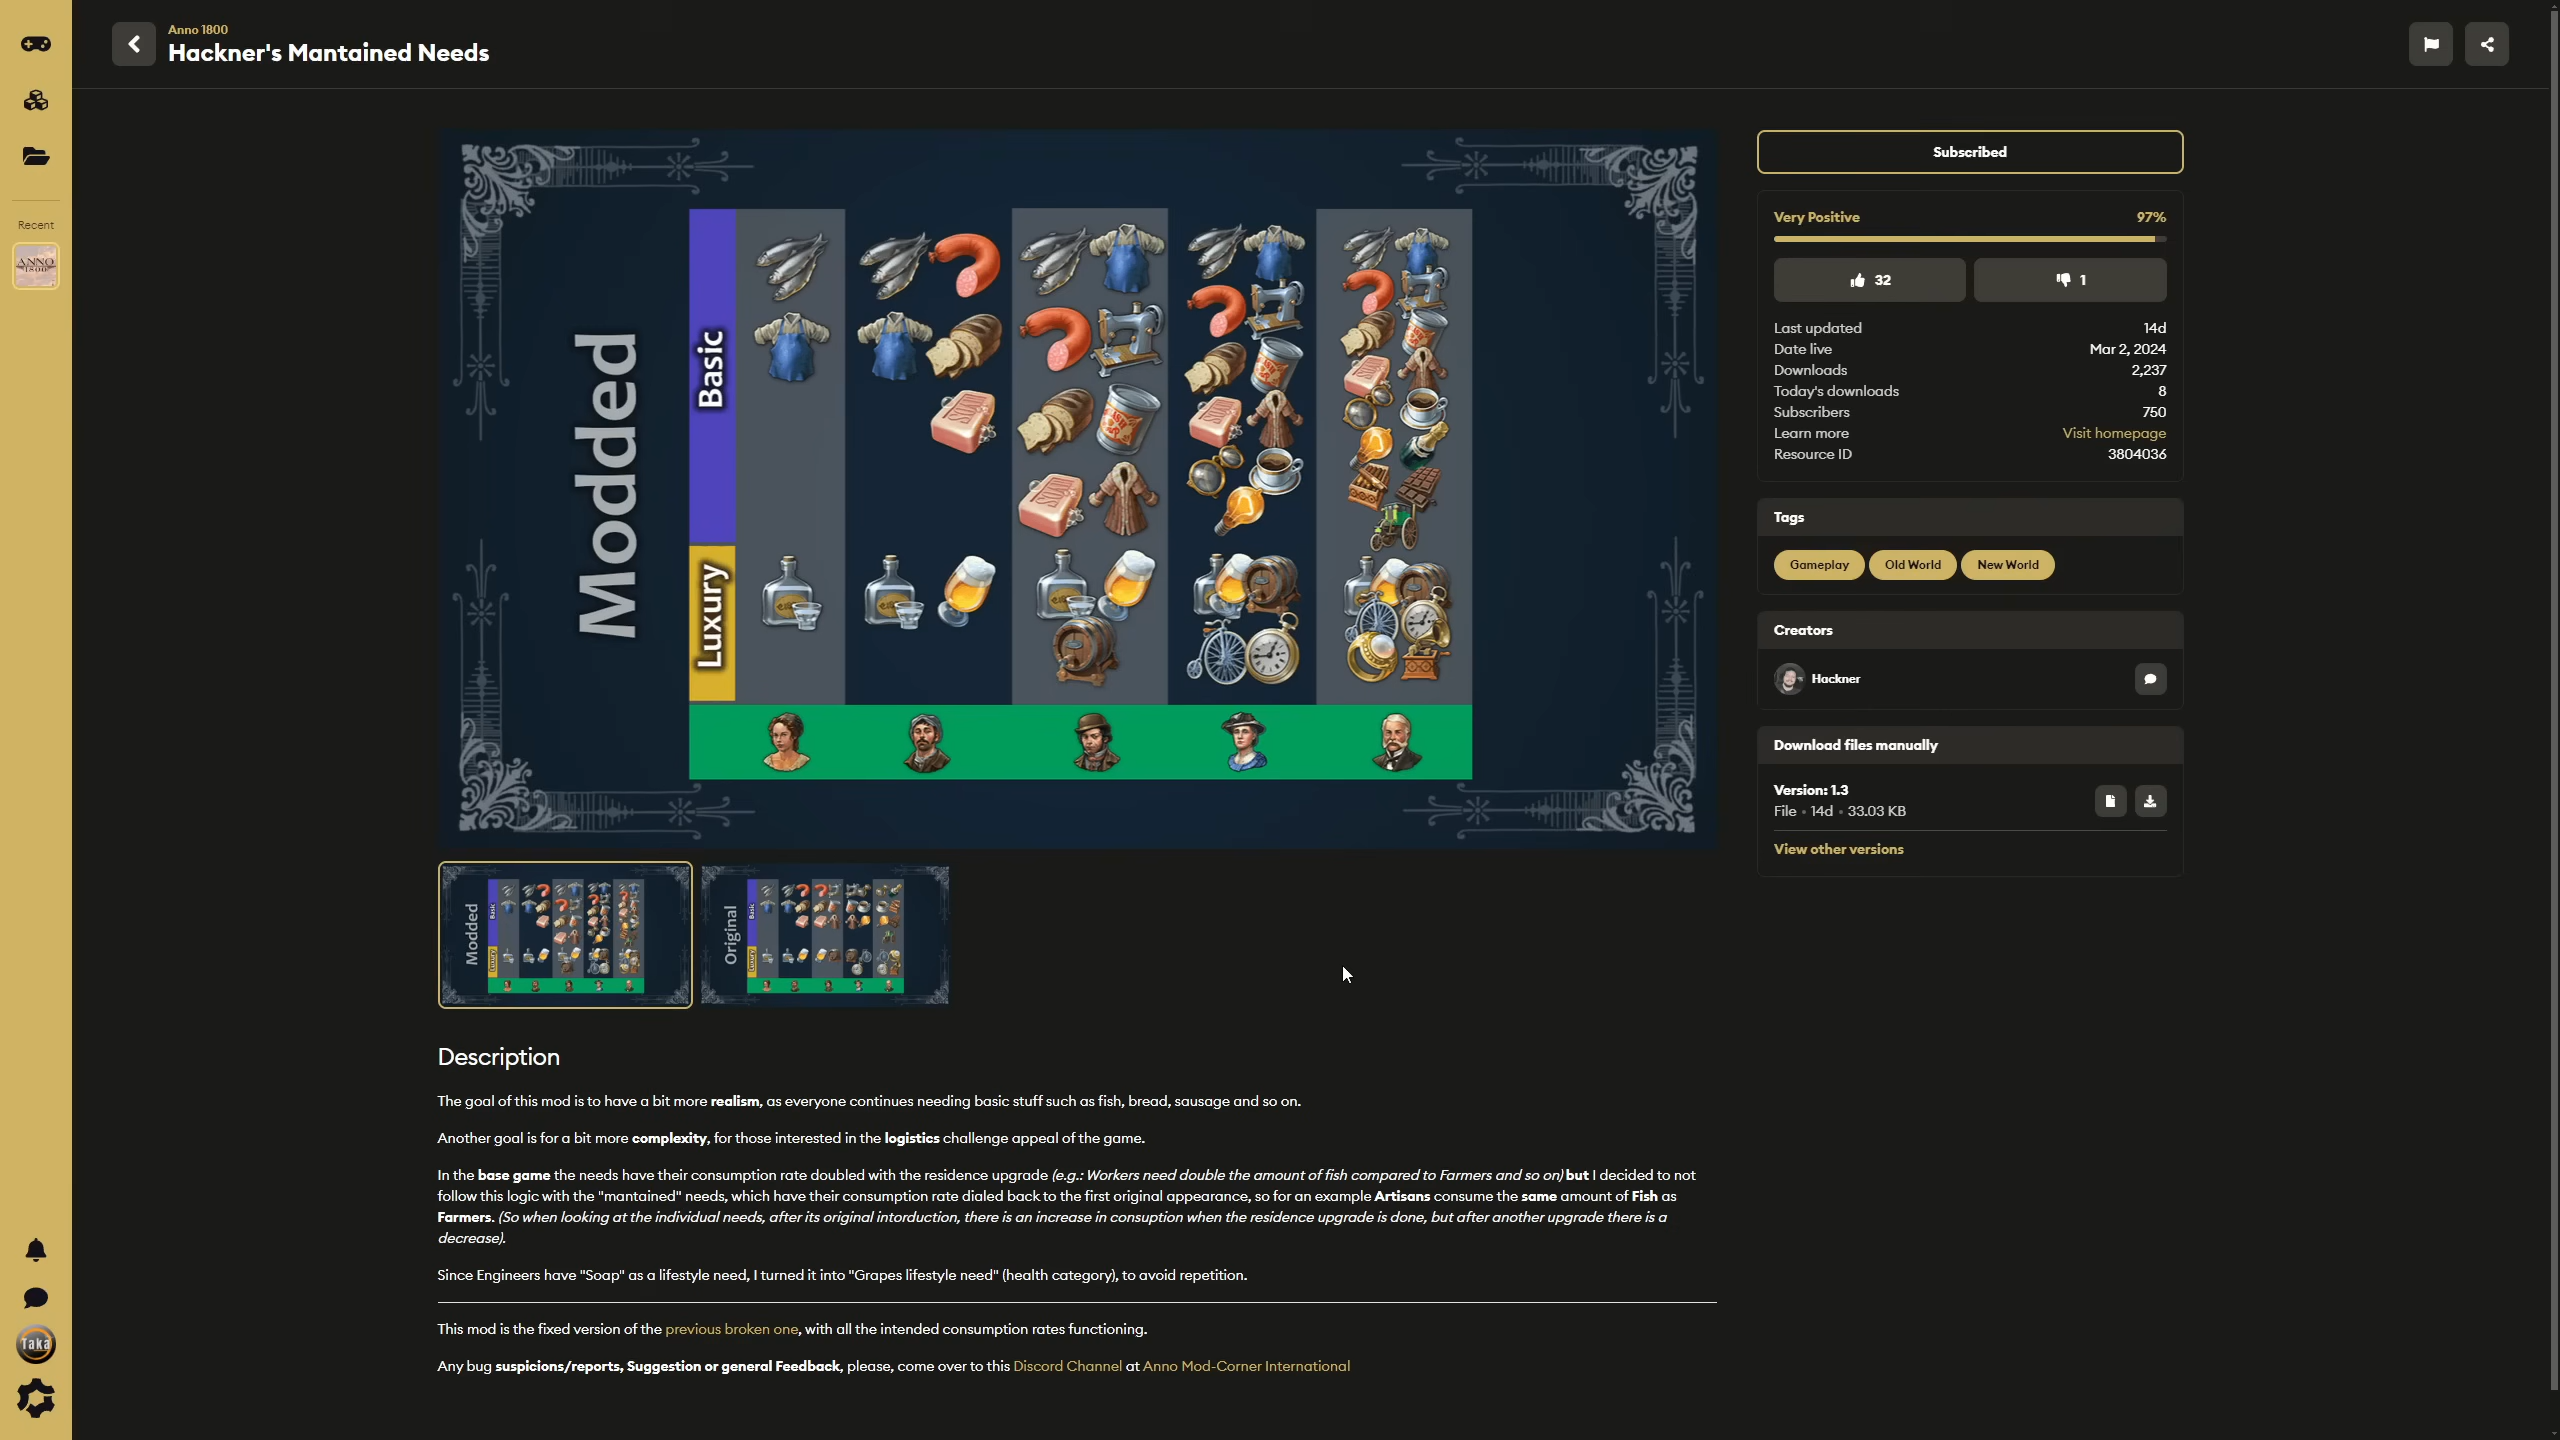 Anno 1800
Hackner's Mantained Needs
Recent
ANNO
1800
Modded
Basic
Luxury
Modded
Basic
Luxury
Original
Basic
Luxury
Subscribed
Very Positive 97%
32 1
Last updated 14d
Date live Mar 2, 2024
Downloads 2,237
Today's downloads 8
Subscribers 750
Learn more Visit homepage
Resource ID 3804036
Tags
Gameplay Old World New World
Creators
Hackner
Download files manually
Version: 1.3
File • 14d • 33.03 KB
View other versions
Description
The goal of this mod is to have a bit more realism, as everyone continues needing basic stuff such as fish, bread, sausage and so on.
Another goal is for a bit more complexity, for those interested in the logistics challenge appeal of the game.
In the base game the needs have their consumption rate doubled with the residence upgrade (e.g.: Workers need double the amount of fish compared to Farmers and so on) but I decided to not
follow this logic with the "mantained" needs, which have their consumption rate dialed back to the first original appearance, so for an example Artisans consume the same amount of Fish as
Farmers. (So when looking at the individual needs, after its original intorduction, there is an increase in consuption when the residence upgrade is done, but after another upgrade there is a
decrease).
Since Engineers have "Soap" as a lifestyle need, I turned it into "Grapes lifestyle need" (health category), to avoid repetition.
This mod is the fixed version of the previous broken one, with all the intended consumption rates functioning.
Any bug suspicions/reports, Suggestion or general Feedback, please, come over to this Discord Channel at Anno Mod-Corner International
Taka